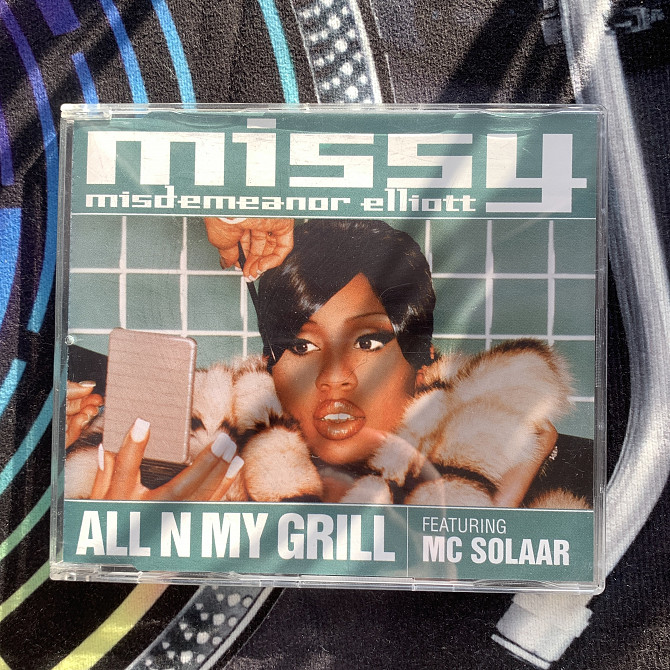 missy
misdemeanor elliott
ALL N MY GRILL
FEATURING
MC SOLAAR